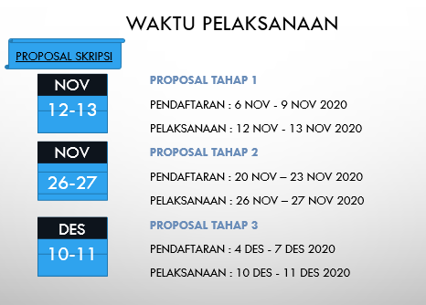 WAKTU PELAKSANAAN
PROPOSAL SKRIPSI
NOV
12-13
PROPOSAL TAHAP 1
PENDAFTARAN : 6 NOV - 9 NOV 2020
PELAKSANAAN : 12 NOV - 13 NOV 2020
NOV
26-27
PROPOSAL TAHAP 2
PENDAFTARAN : 20 NOV – 23 NOV 2020
PELAKSANAAN : 26 NOV – 27 NOV 2020
DES
10-11
PROPOSAL TAHAP 3
PENDAFTARAN : 4 DES - 7 DES 2020
PELAKSANAAN : 10 DES - 11 DES 2020